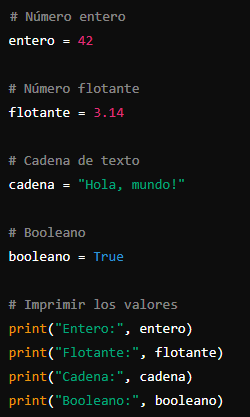 # Número entero
entero = 42
# Número flotante
flotante = 3.14
# Cadena de texto
cadena = "Hola, mundo!"
# Booleano
booleano = True
# Imprimir los valores
print("Entero:", entero)
print("Flotante:", flotante)
print("Cadena:", cadena)
print("Booleano:", booleano)